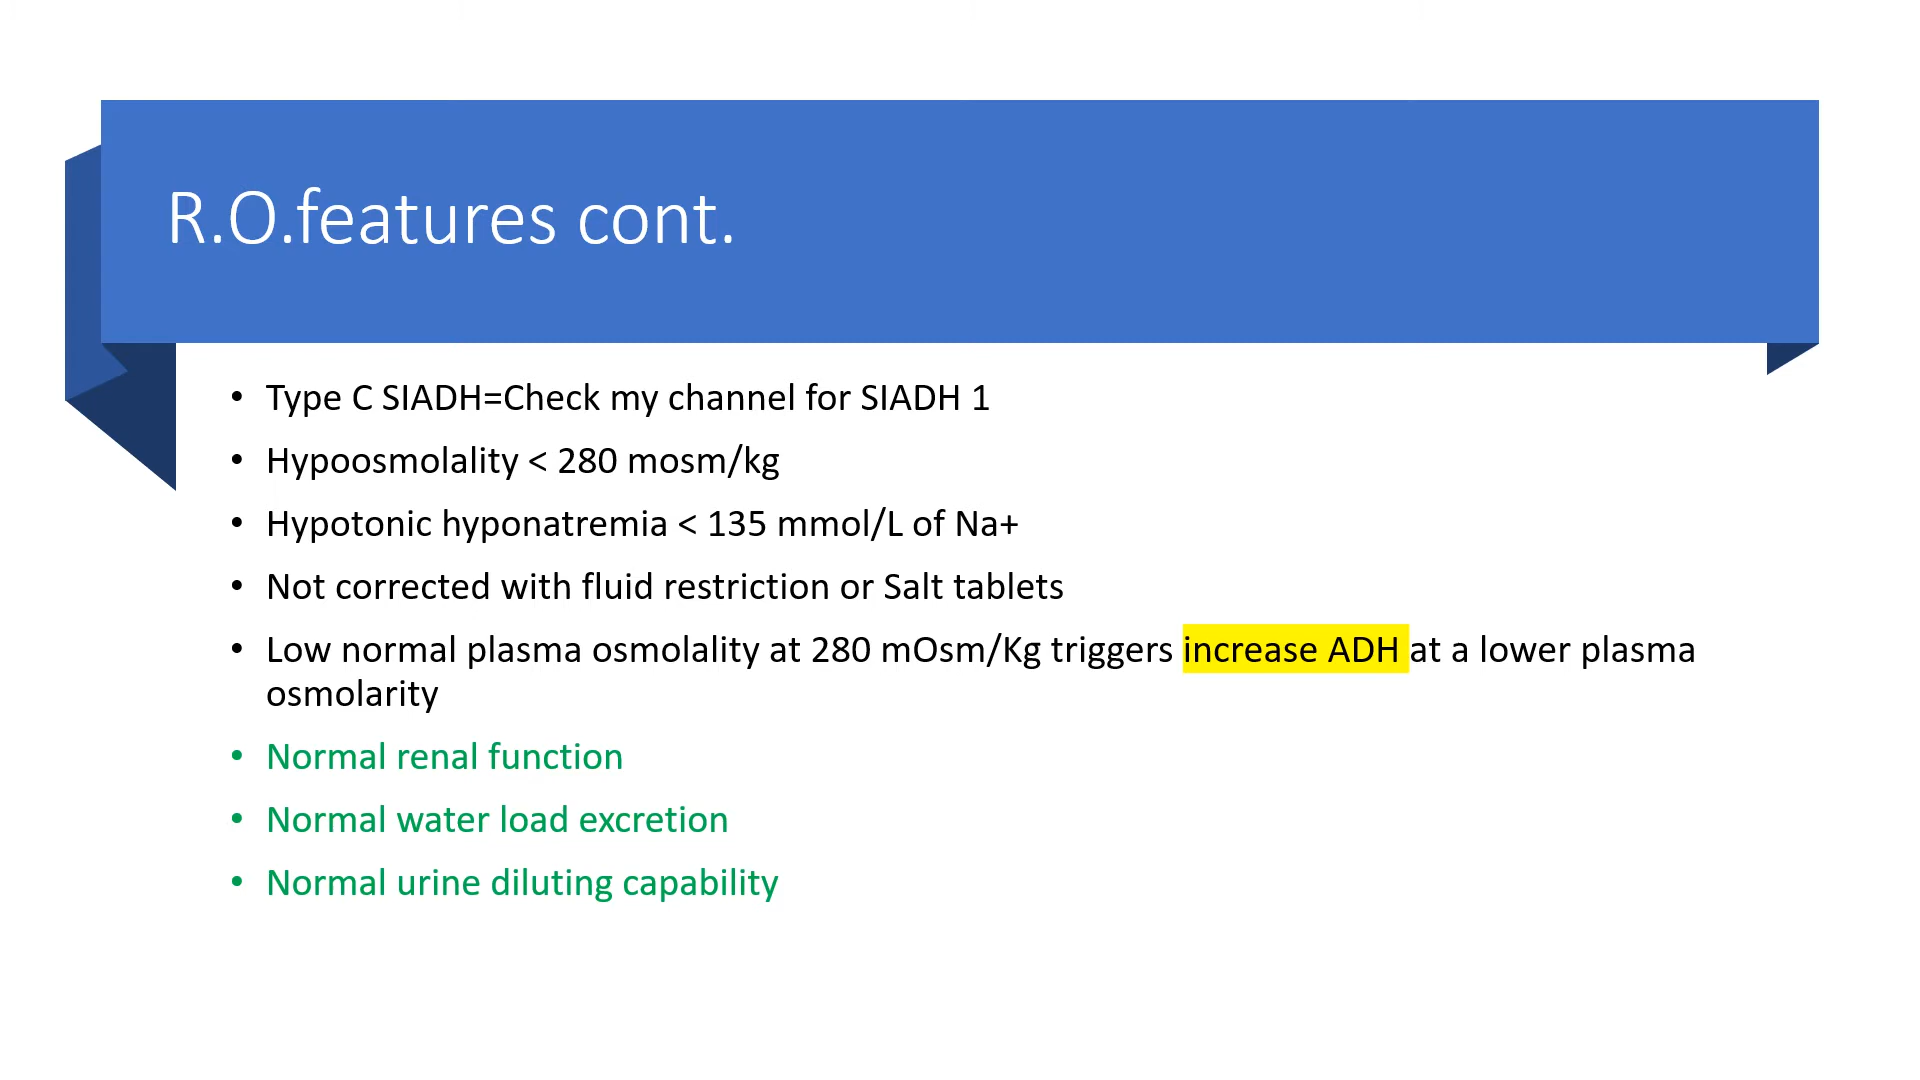 R.O.features cont.
• Type C SIADH=Check my channel for SIADH 1
• Hypoosmolality < 280 mosm/kg
• Hypotonic hyponatremia < 135 mmol/L of Na+
• Not corrected with fluid restriction or Salt tablets
• Low normal plasma osmolality at 280 mOsm/Kg triggers increase ADH at a lower plasma
osmolarity
• Normal renal function
• Normal water load excretion
• Normal urine diluting capability